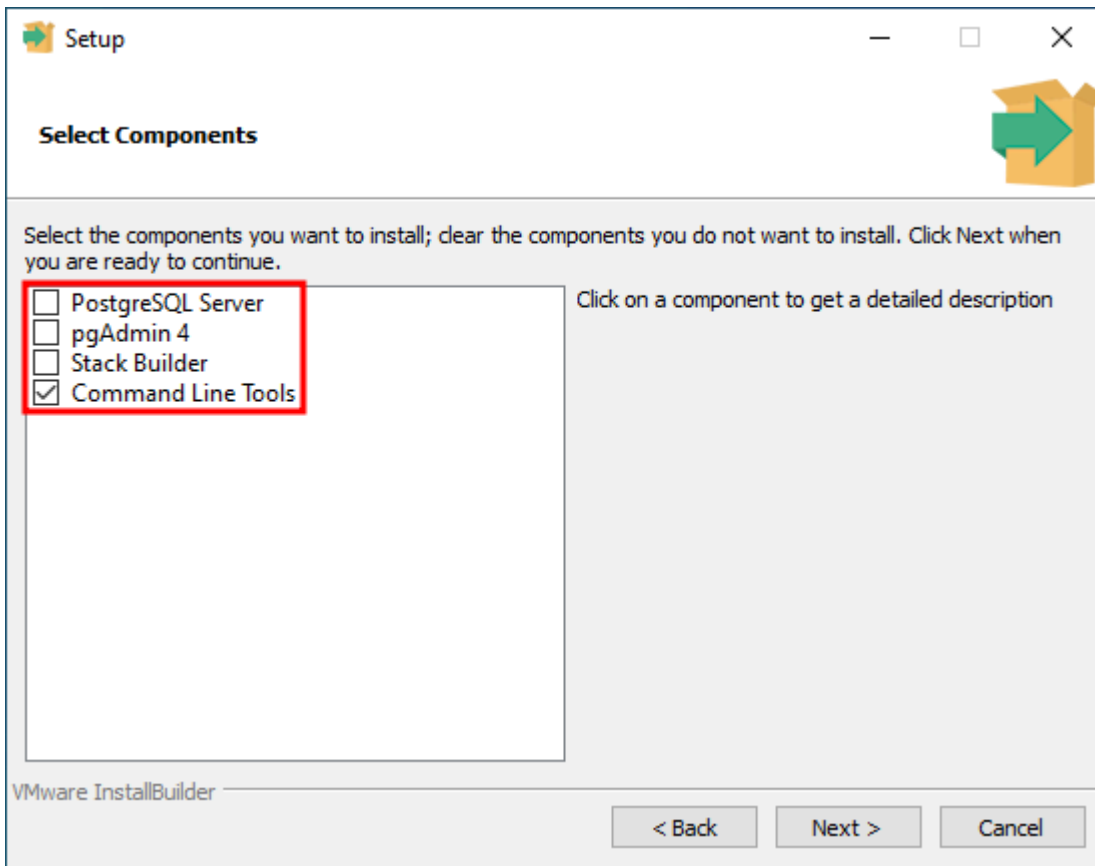 Setup
Select Components
Select the components you want to install; clear the components you do not want to install. Click Next when
you are ready to continue.
PostgreSQL Server
pgAdmin 4
Stack Builder
Command Line Tools
Click on a component to get a detailed description
VMware InstallBuilder
< Back
Next >
Cancel